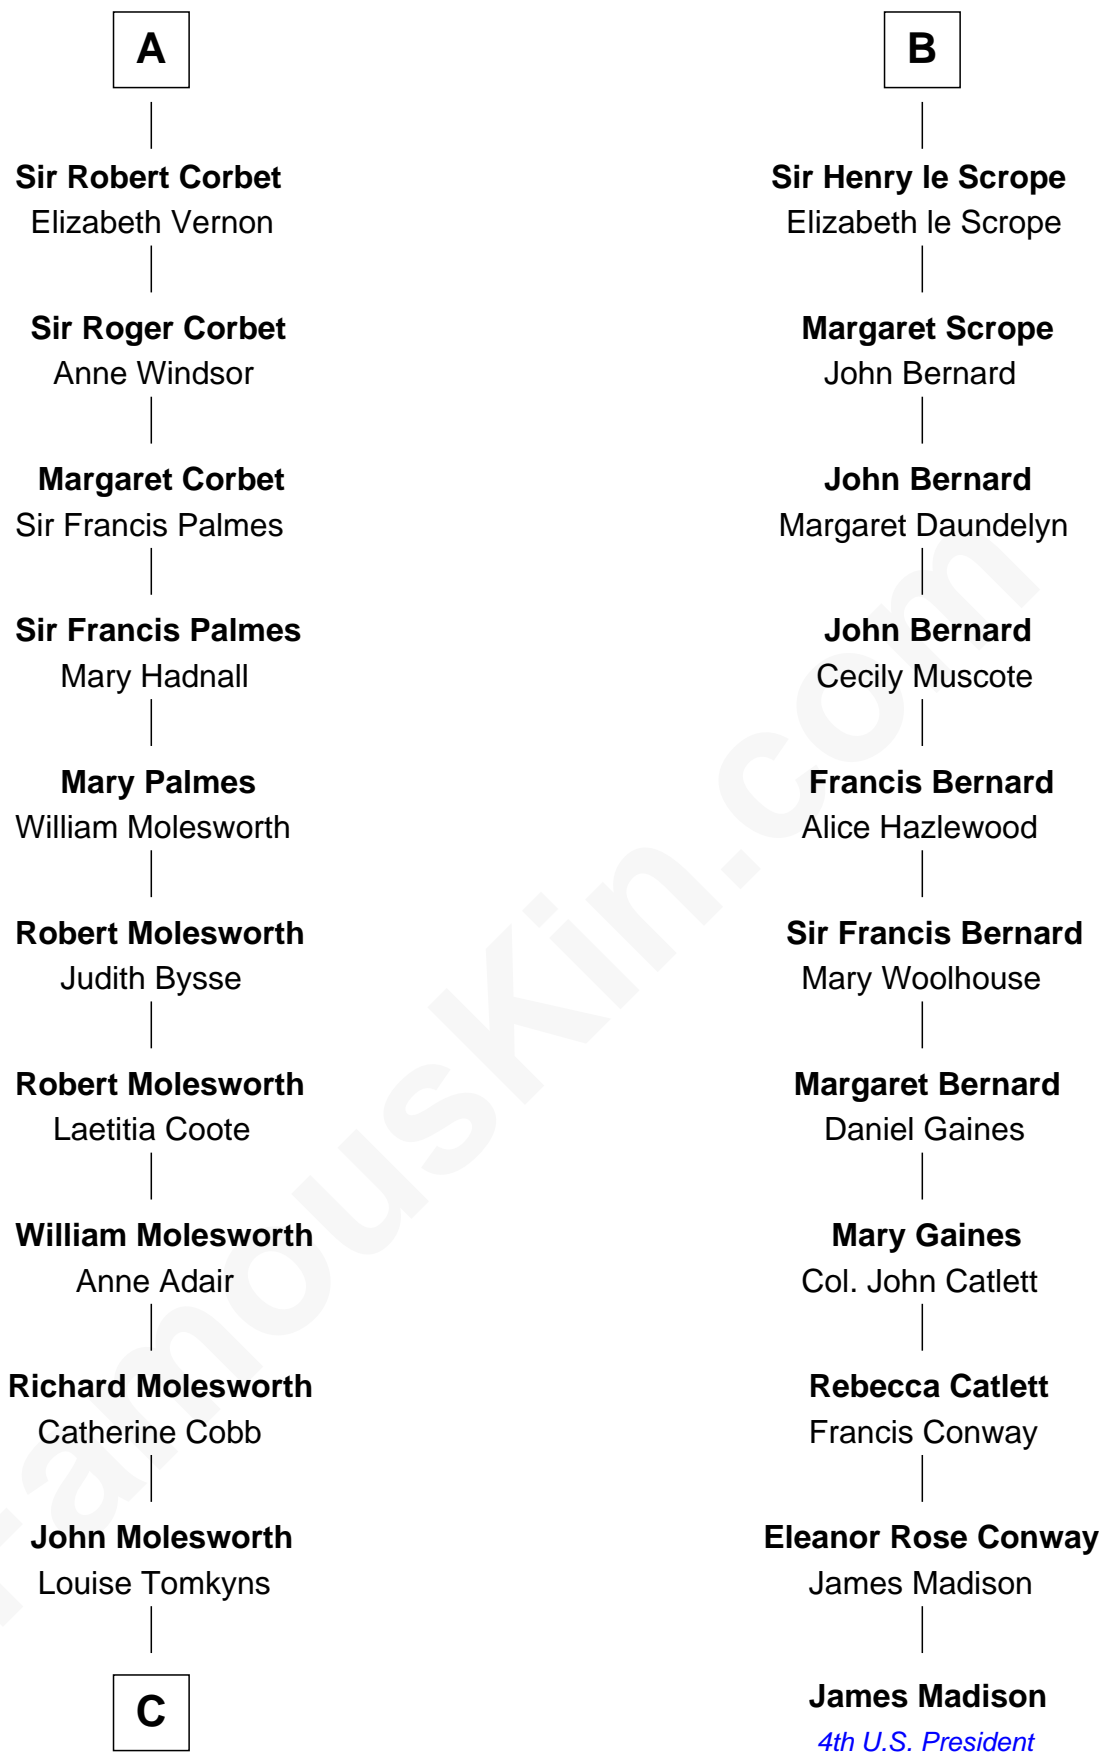 A
Sir Robert Corbet
Elizabeth Vernon
Sir Roger Corbet
Anne Windsor
Margaret Corbet
Sir Francis Palmes
Sir Francis Palmes
Mary Hadnall
Mary Palmes
William Molesworth
Robert Molesworth
Judith Bysse
Robert Molesworth
Laetitia Coote
William Molesworth
Anne Adair
Richard Molesworth
Catherine Cobb
John Molesworth
Louise Tomkyns
C
B
Sir Henry le Scrope
Elizabeth le Scrope
Margaret Scrope
John Bernard
John Bernard
Margaret Daundelyn
John Bernard
Cecily Muscote
Francis Bernard
Alice Hazlewood
Sir Francis Bernard
Mary Woolhouse
Margaret Bernard
Daniel Gaines
Mary Gaines
Col. John Catlett
Rebecca Catlett
Francis Conway
Eleanor Rose Conway
James Madison
James Madison
4th U.S. President
FamousKin.com